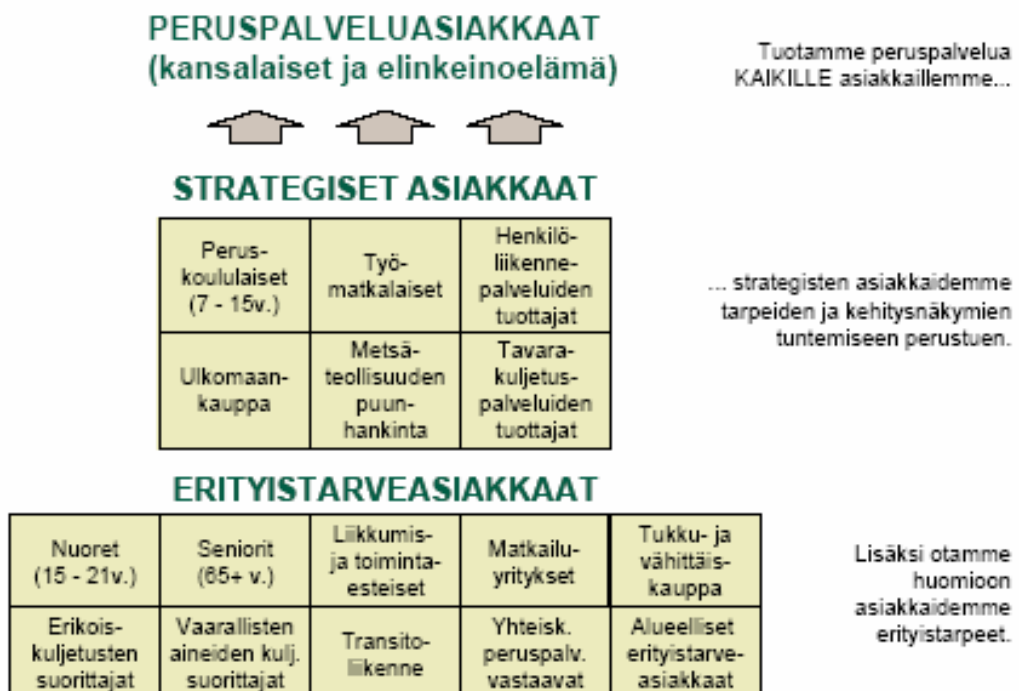 PERUSPALVELUASIAKKAAT
(kansalaiset ja elinkeinoelämä)
Tuotamme peruspalvelua
KAIKILLE asiakkaillemme...
STRATEGISET ASIAKKAAT
Perus-
koululaiset
(7 - 15v.)
Työ-
matkalaiset
Henkilö-
liikenne-
palveluiden
tuottajat
Ulkomaan-
kauppa
Metsä-
teollisuuden
puun-
hankinta
Tavara-
kuljetus-
palveluiden
tuottajat
... strategisten asiakkaidemme
tarpeiden ja kehitysnäkymien
tuntemiseen perustuen.
ERITYISTARVEASIAKKAAT
Nuoret
(15 - 21v.)
Seniorit
(65+ v.)
Liikkumis-
ja toiminta-
esteiset
Matkailu-
yritykset
Tukku- ja
vähittäis-
kauppa
Erikois-
kuljetusten
suorittajat
Vaarallisten
aineiden kulj.
suorittajat
Transito-
liikenne
Yhteisk.
peruspalv.
vastaavat
Alueelliset
erityistarve-
asiakkaat
Lisäksi otamme
huomioon
asiakkaidemme
erityistarpeet.